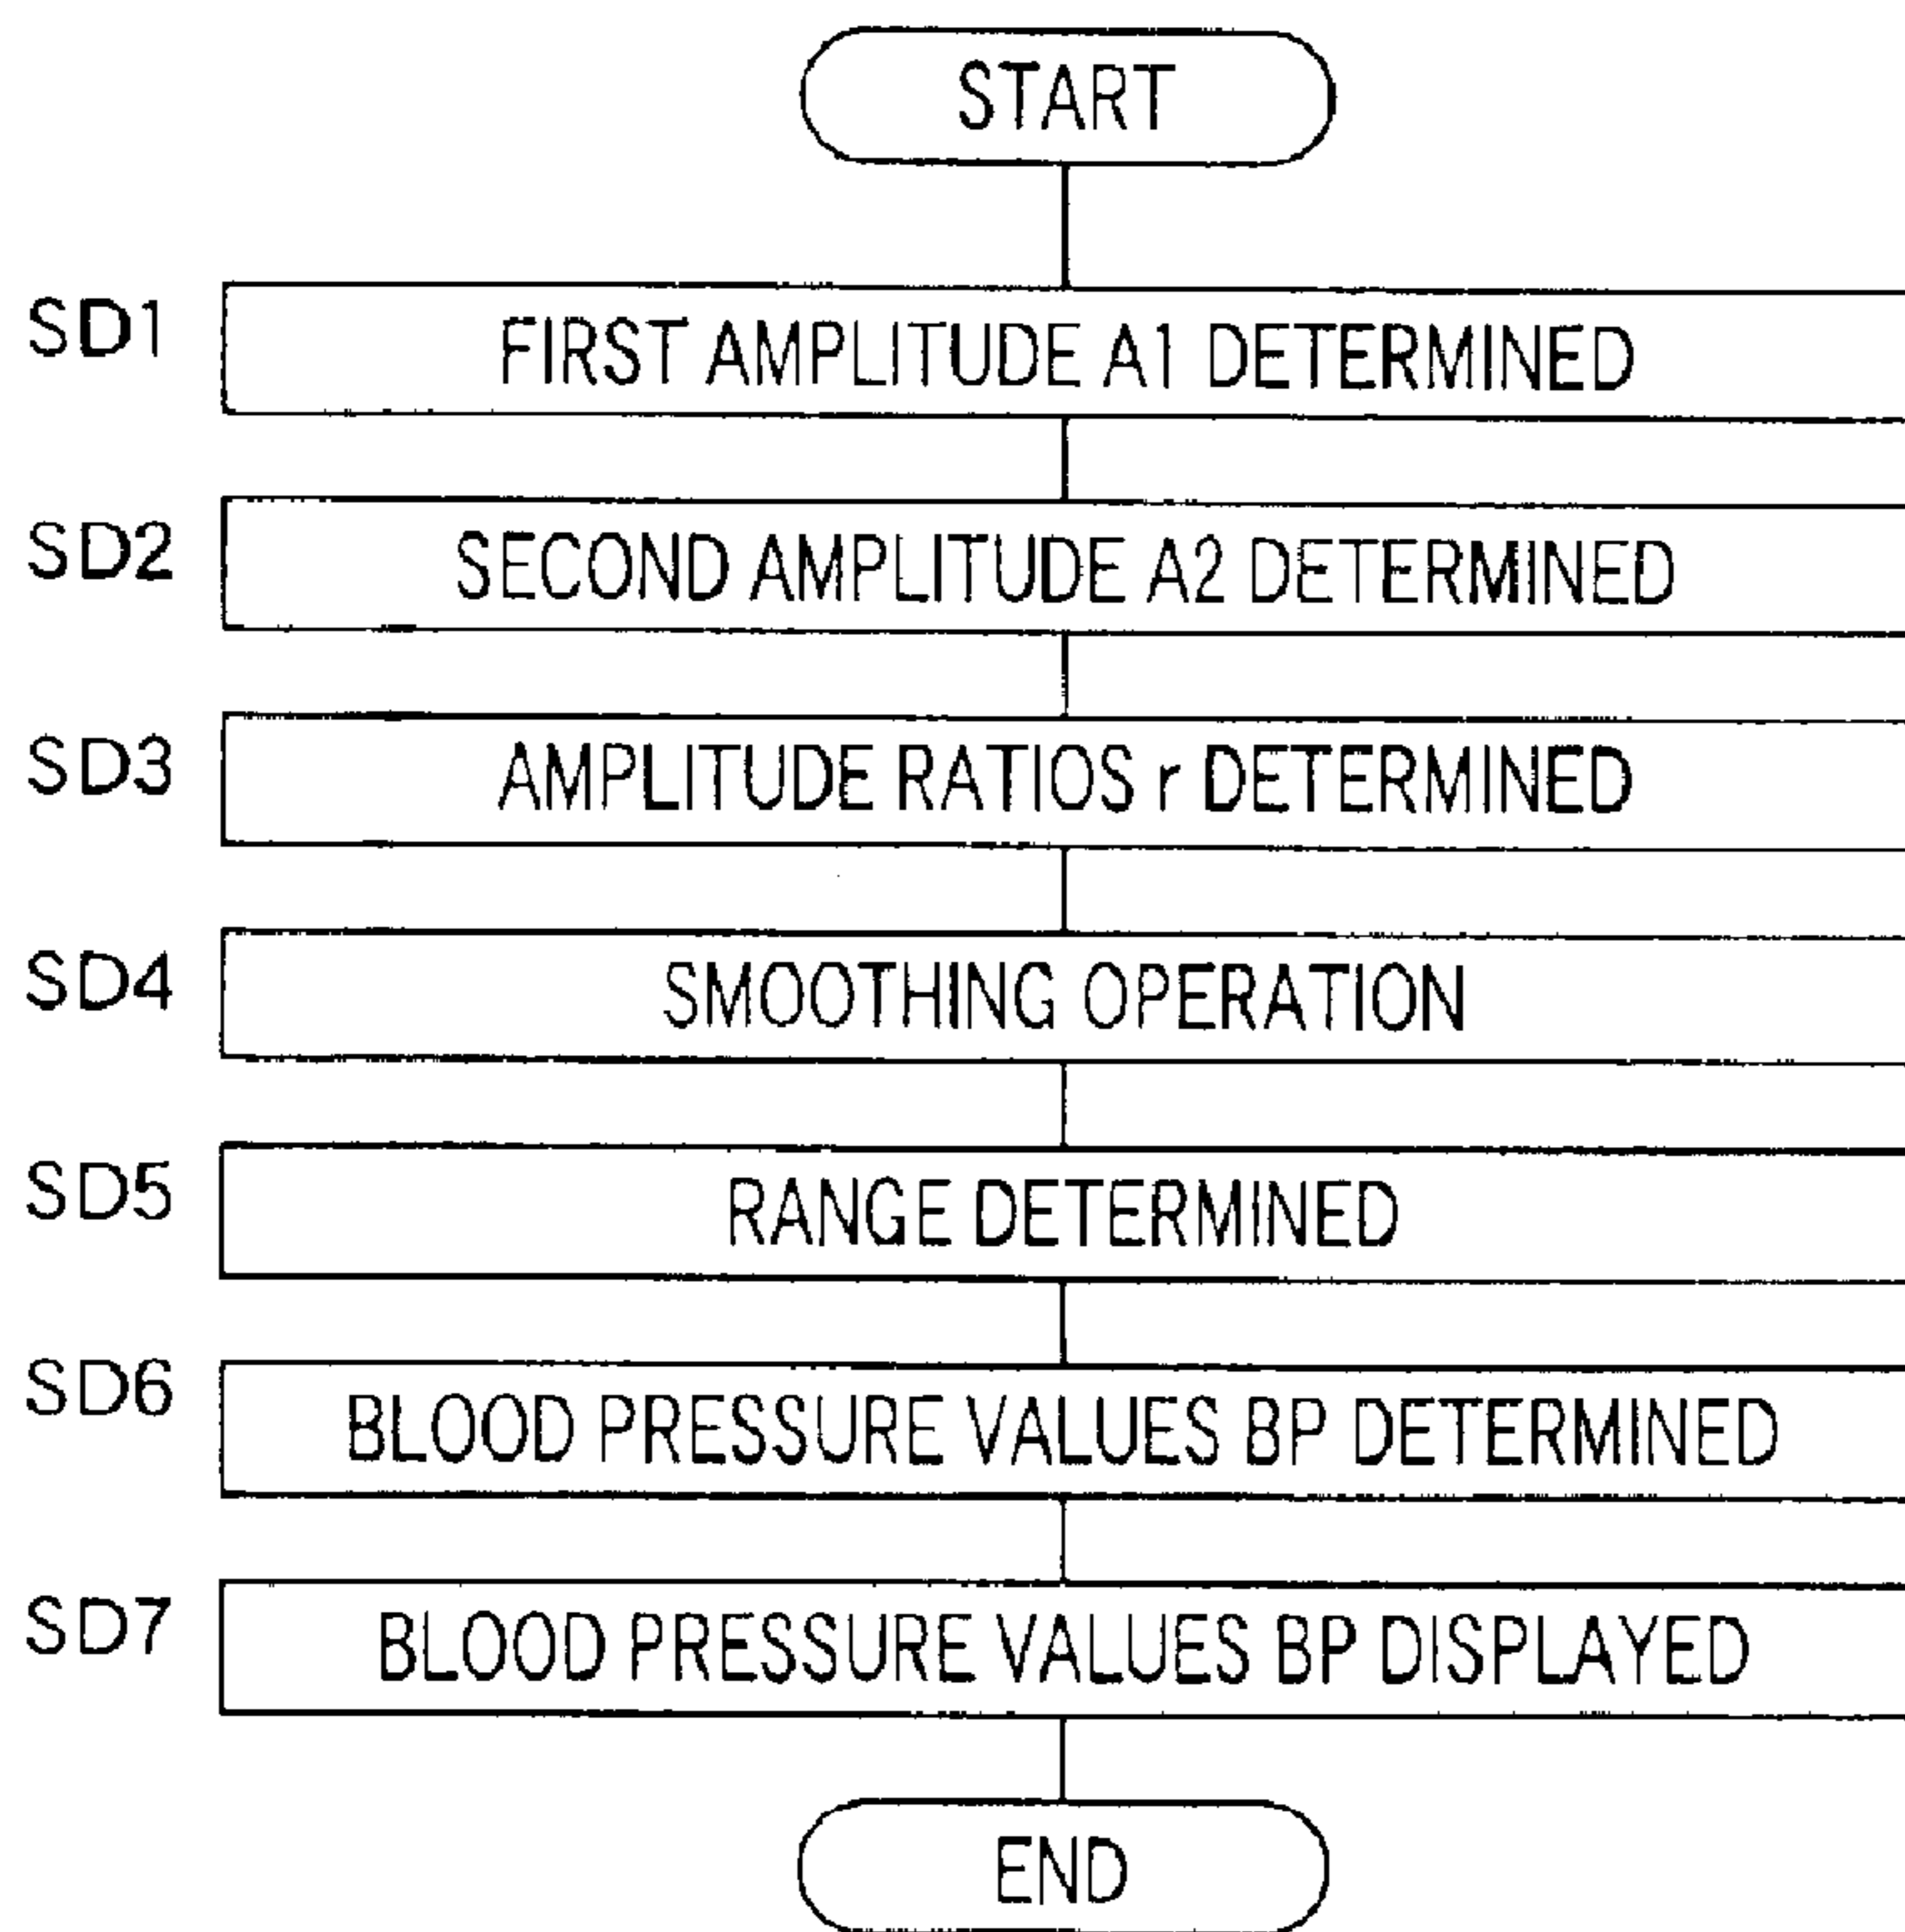 START
SD1 FIRST AMPLITUDE A1 DETERMINED
SD2 SECOND AMPLITUDE A2 DETERMINED
SD3 AMPLITUDE RATIOS r DETERMINED
SD4 SMOOTHING OPERATION
SD5 RANGE DETERMINED
SD6 BLOOD PRESSURE VALUES BP DETERMINED
SD7 BLOOD PRESSURE VALUES BP DISPLAYED
END